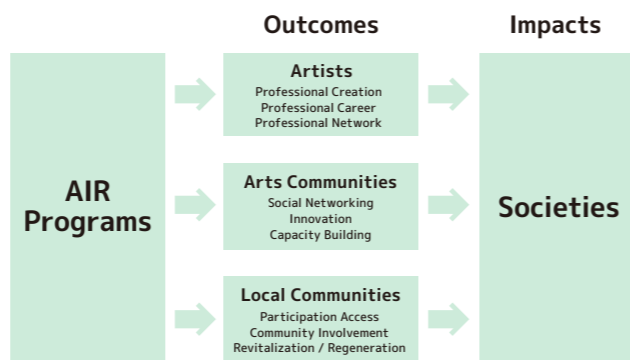 Outcomes
Impacts
AIR
Programs
Artists
Professional Creation
Professional Career
Professional Network
Arts Communities
Social Networking
Innovation
Capacity Building
Local Communities
Participation Access
Community Involvement
Revitalization / Regeneration
Societies